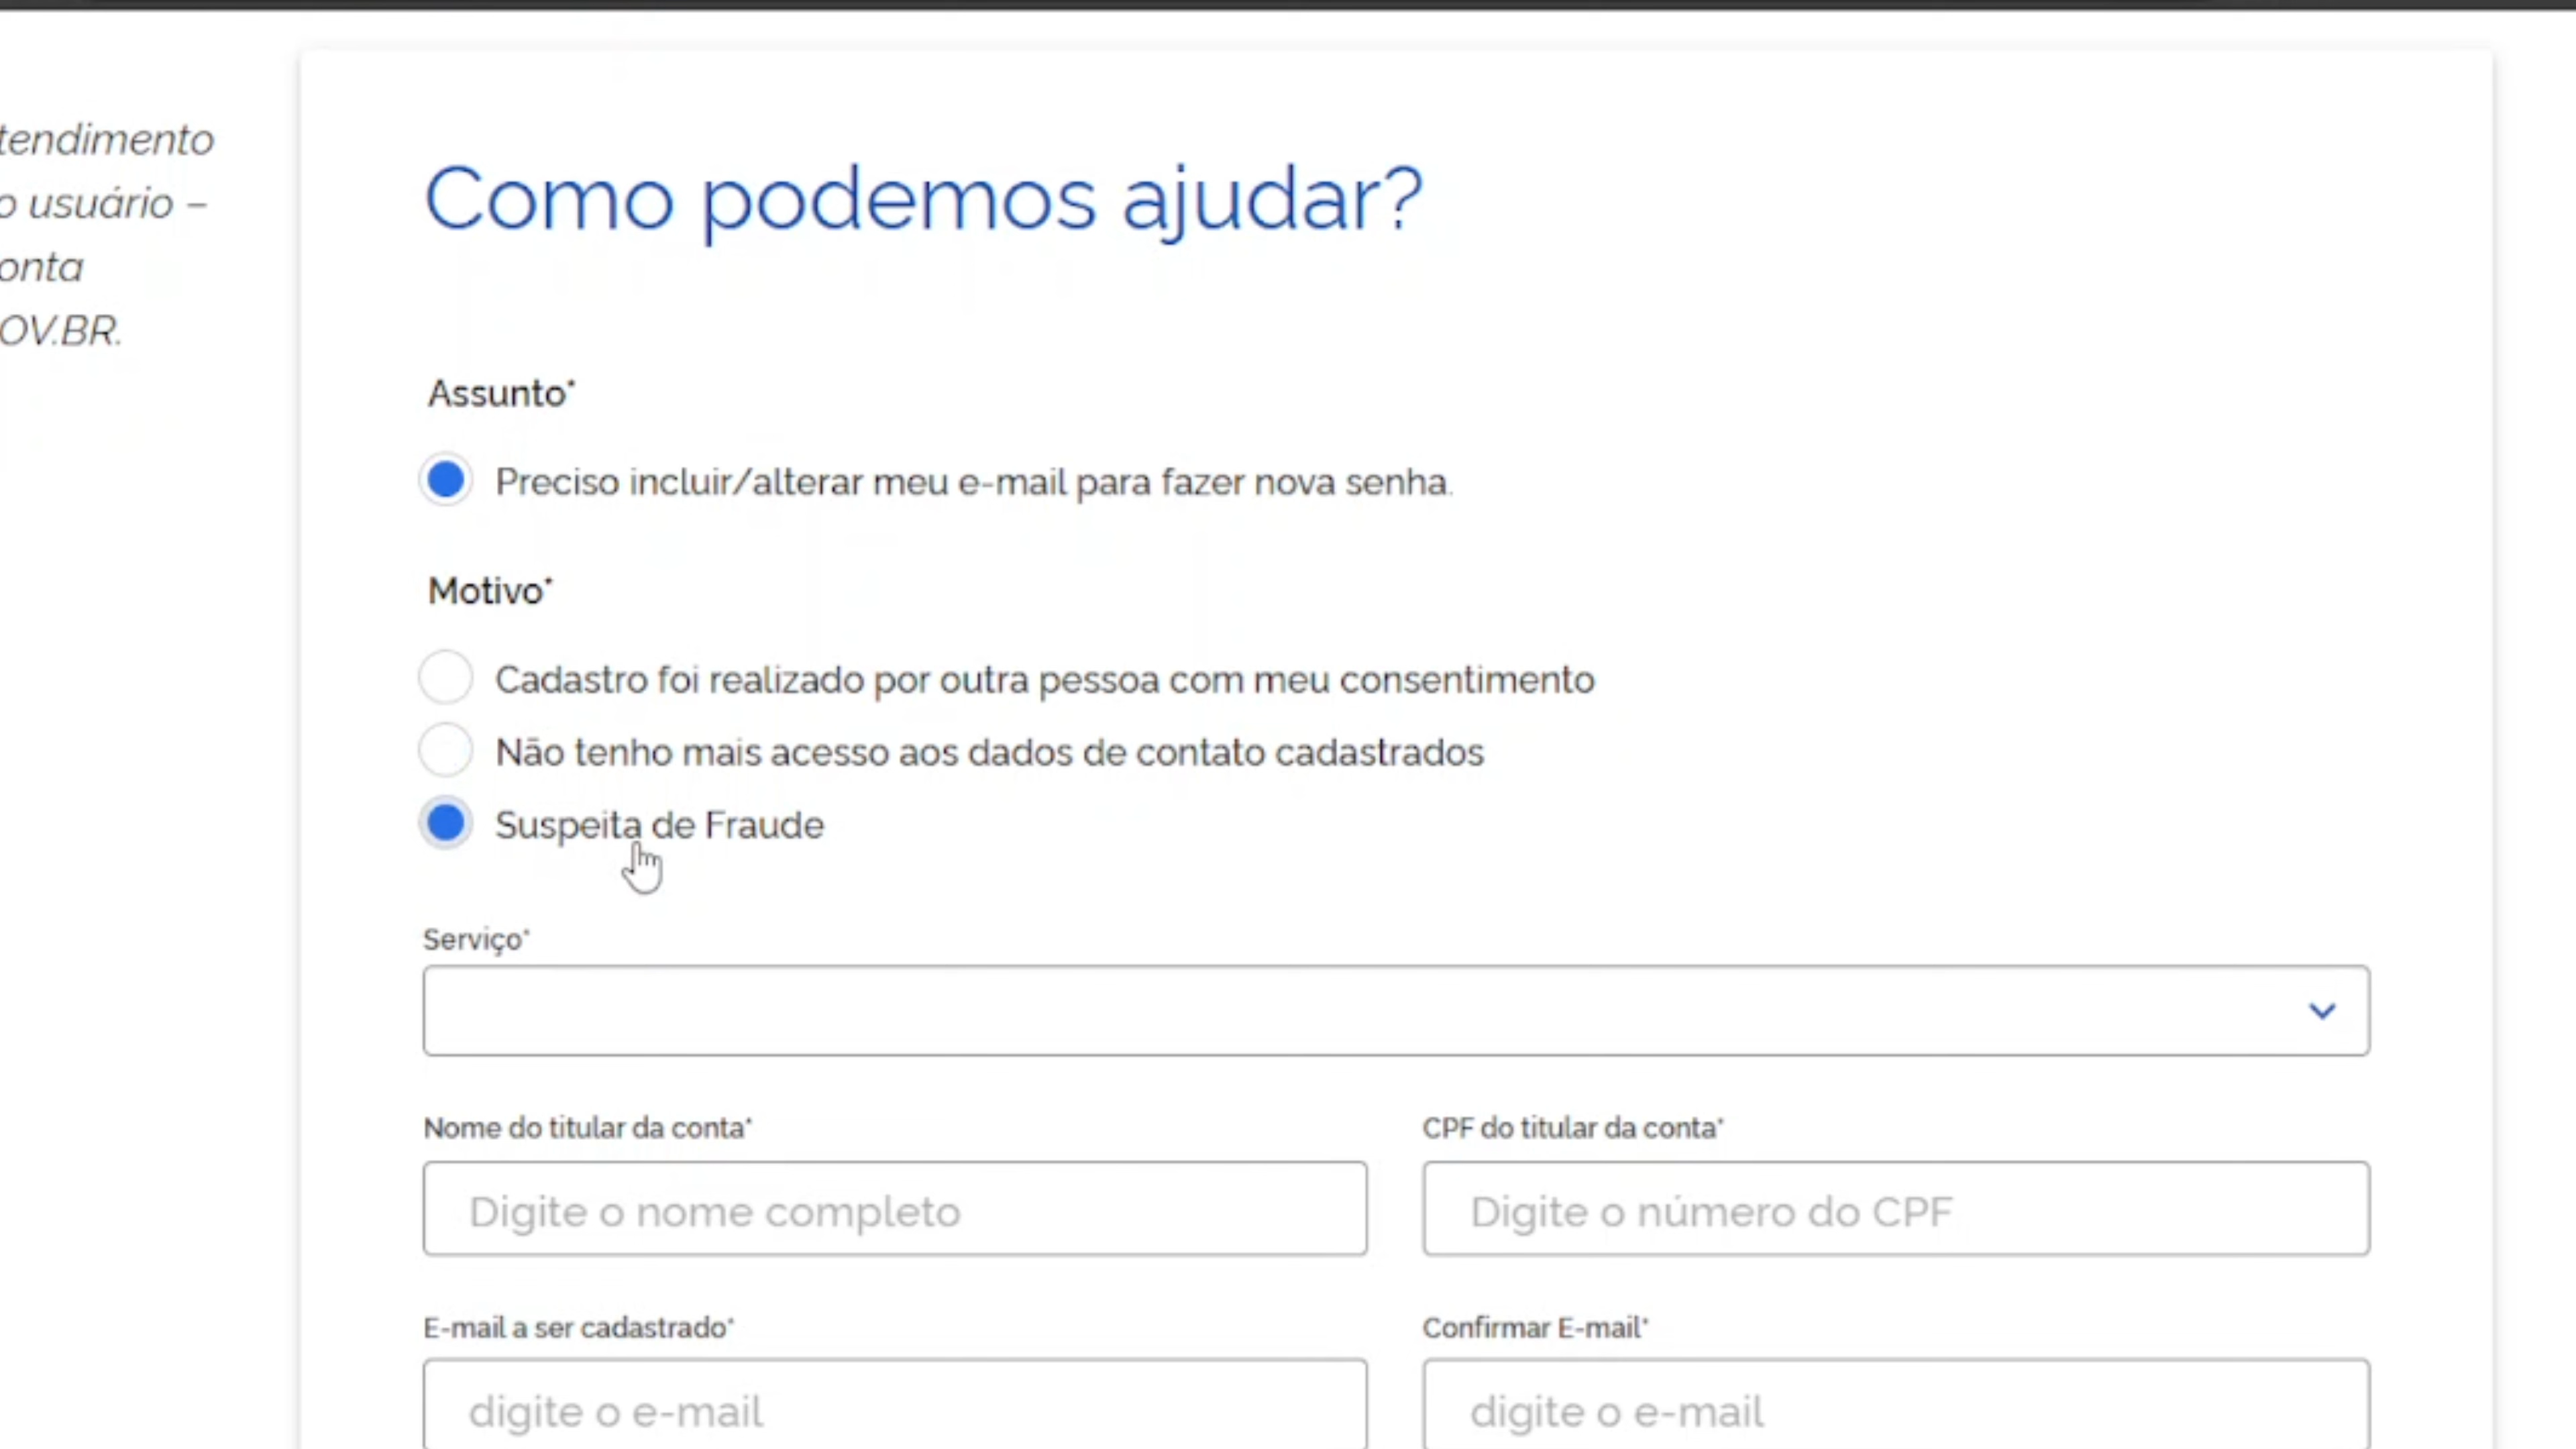 tendimento
o usuário –
onta
OV.BR.
Como podemos ajudar?
Assunto*
Preciso incluir/alterar meu e-mail para fazer nova senha.
Motivo*
Cadastro foi realizado por outra pessoa com meu consentimento
Não tenho mais acesso aos dados de contato cadastrados
Suspeita de Fraude
Serviço*
Nome do titular da conta*
CPF do titular da conta*
Digite o nome completo
Digite o número do CPF
E-mail a ser cadastrado*
Confirmar E-mail*
digite o e-mail
digite o e-mail